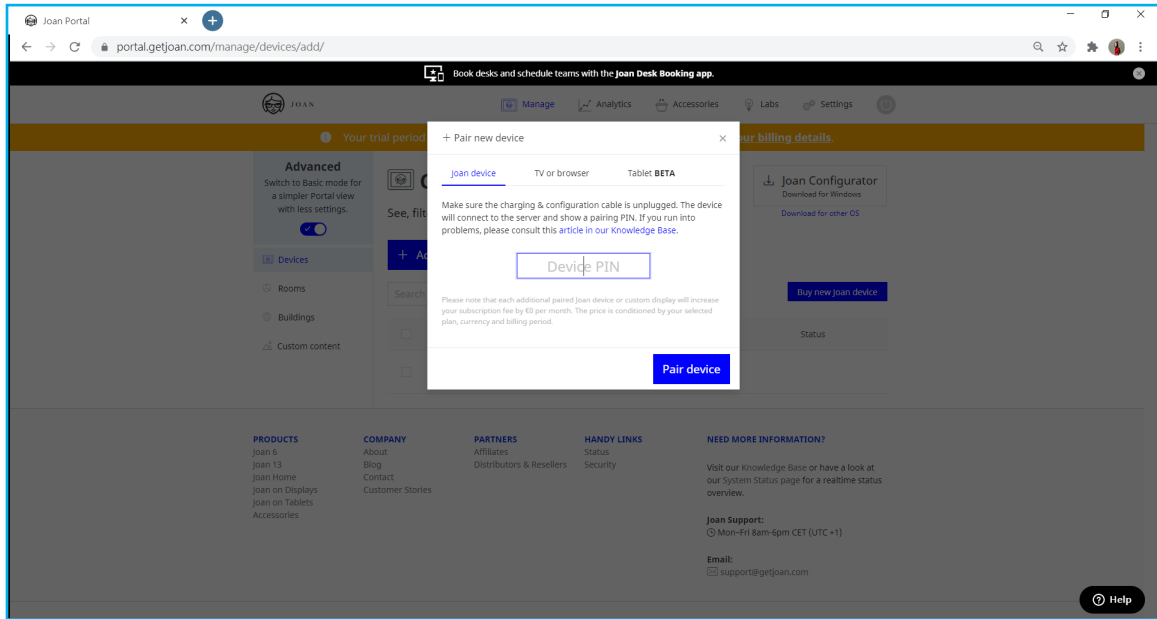 Joan Portal
portal.getjoan.com/manage/devices/add/
Book desks and schedule teams with the Joan Desk Booking app.
JOAN
Manage
Analytics
Accessories
Labs
Settings
Your trial period
our billing details.
Advanced
Switch to Basic mode for
a simpler Portal view
with less settings.
Devices
Rooms
Buildings
Custom content
See, filt
+ Ad
Search
Joan Configurator
Download for Windows
Download for other OS
Buy new Joan device
Status
+ Pair new device
Joan device
TV or browser
Tablet BETA
Make sure the charging & configuration cable is unplugged. The device
will connect to the server and show a pairing PIN. If you run into
problems, please consult this article in our Knowledge Base.
Device PIN
Please note that each additional paired Joan device or custom display will increase
your subscription fee by €0 per month. The price is conditioned by your selected
plan, currency and billing period.
Pair device
PRODUCTS
Joan 6
Joan 13
Joan Home
Joan on Displays
Joan on Tablets
Accessories
COMPANY
About
Blog
Contact
Customer Stories
PARTNERS
Affiliates
Distributors & Resellers
HANDY LINKS
Status
Security
NEED MORE INFORMATION?
Visit our Knowledge Base or have a look at
our System Status page for a realtime status
overview.
Joan Support:
Mon-Fri 8am-6pm CET (UTC +1)
Email:
support@getjoan.com
Help